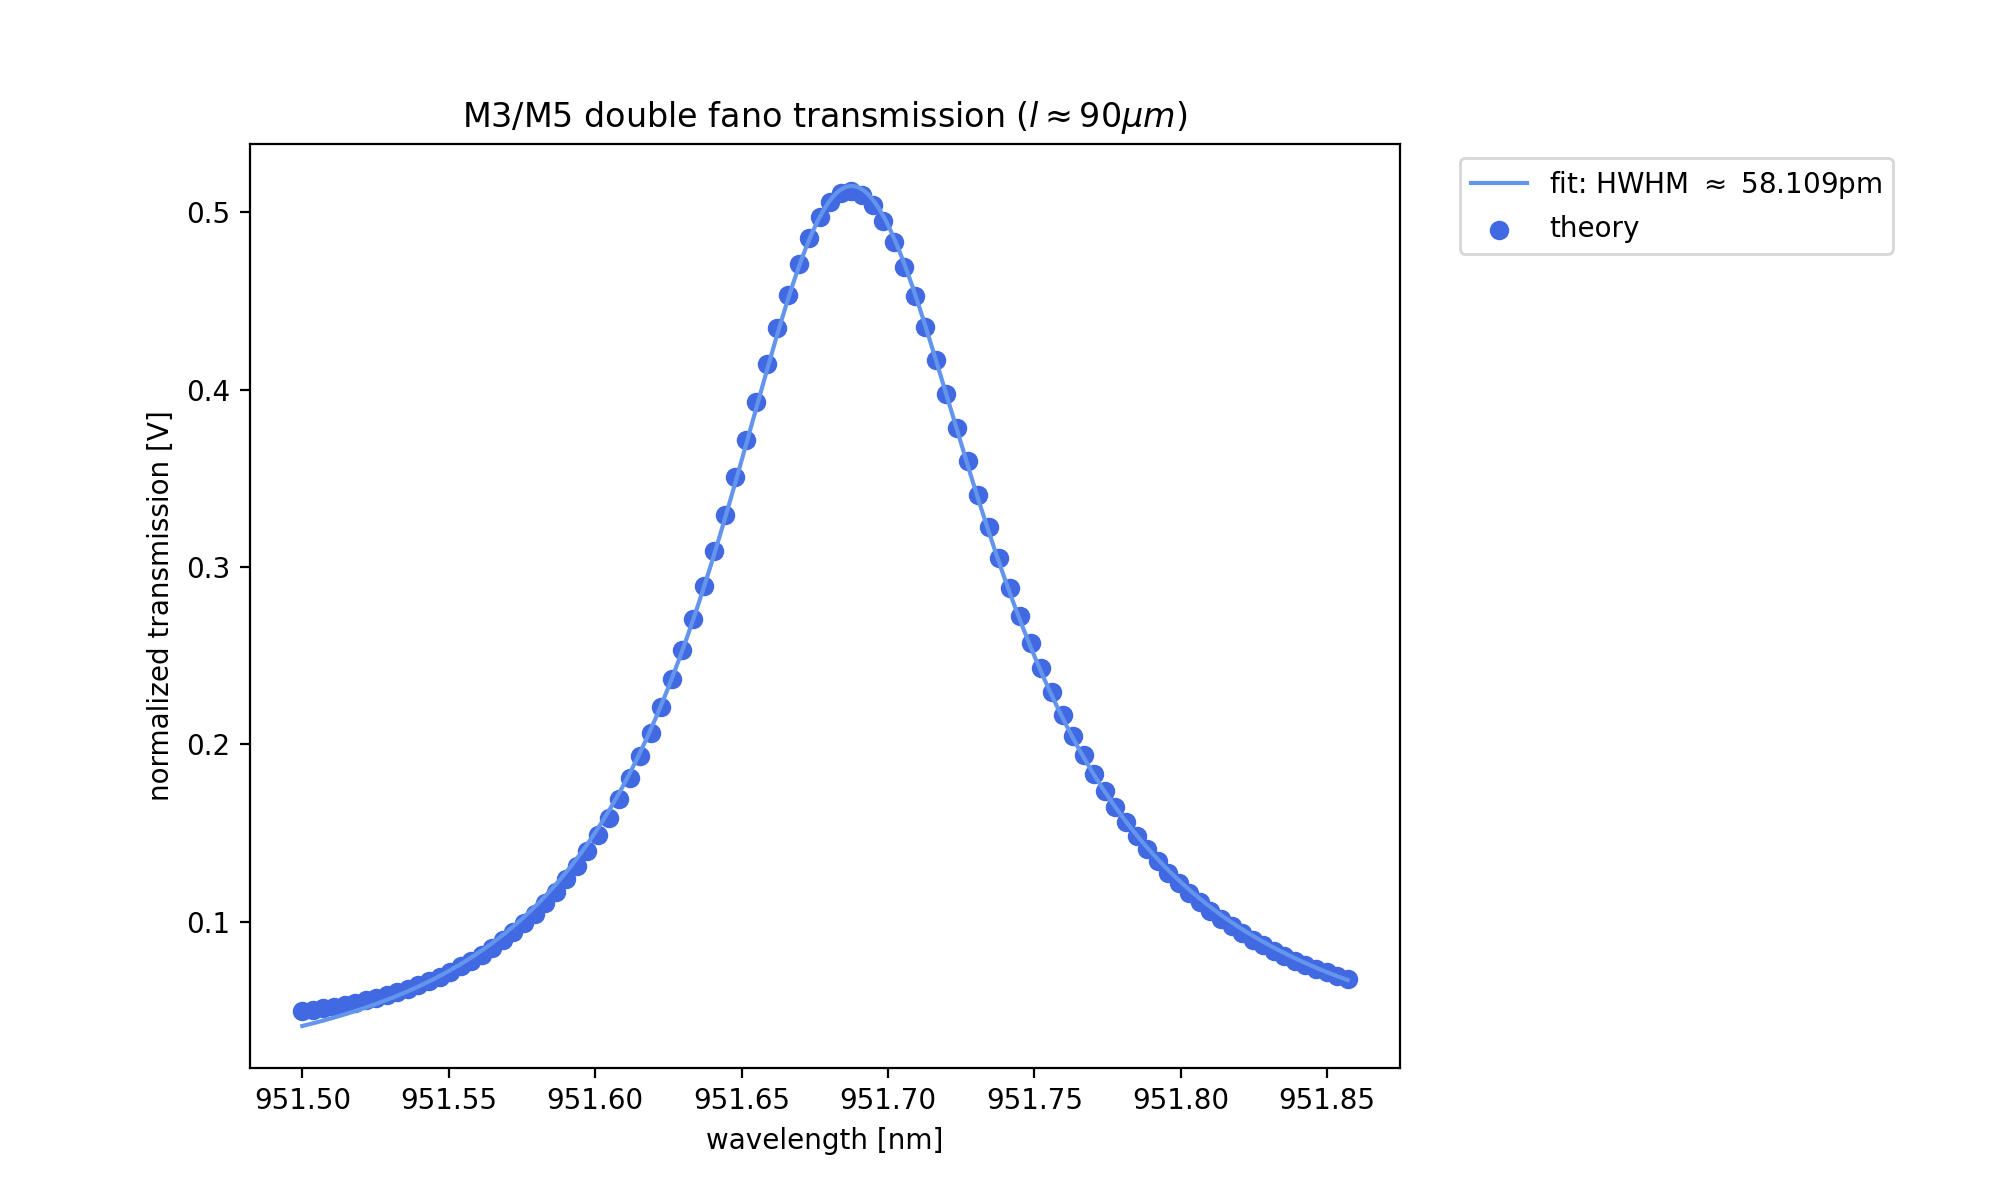 M3/M5 double fano transmission (l ≈ 90μm)
fit: HWHM ≈ 58.109pm
theory
normalized transmission [V]
0.5
0.4
0.3
0.2
0.1
951.50 951.55 951.60 951.65 951.70 951.75 951.80 951.85
wavelength [nm]